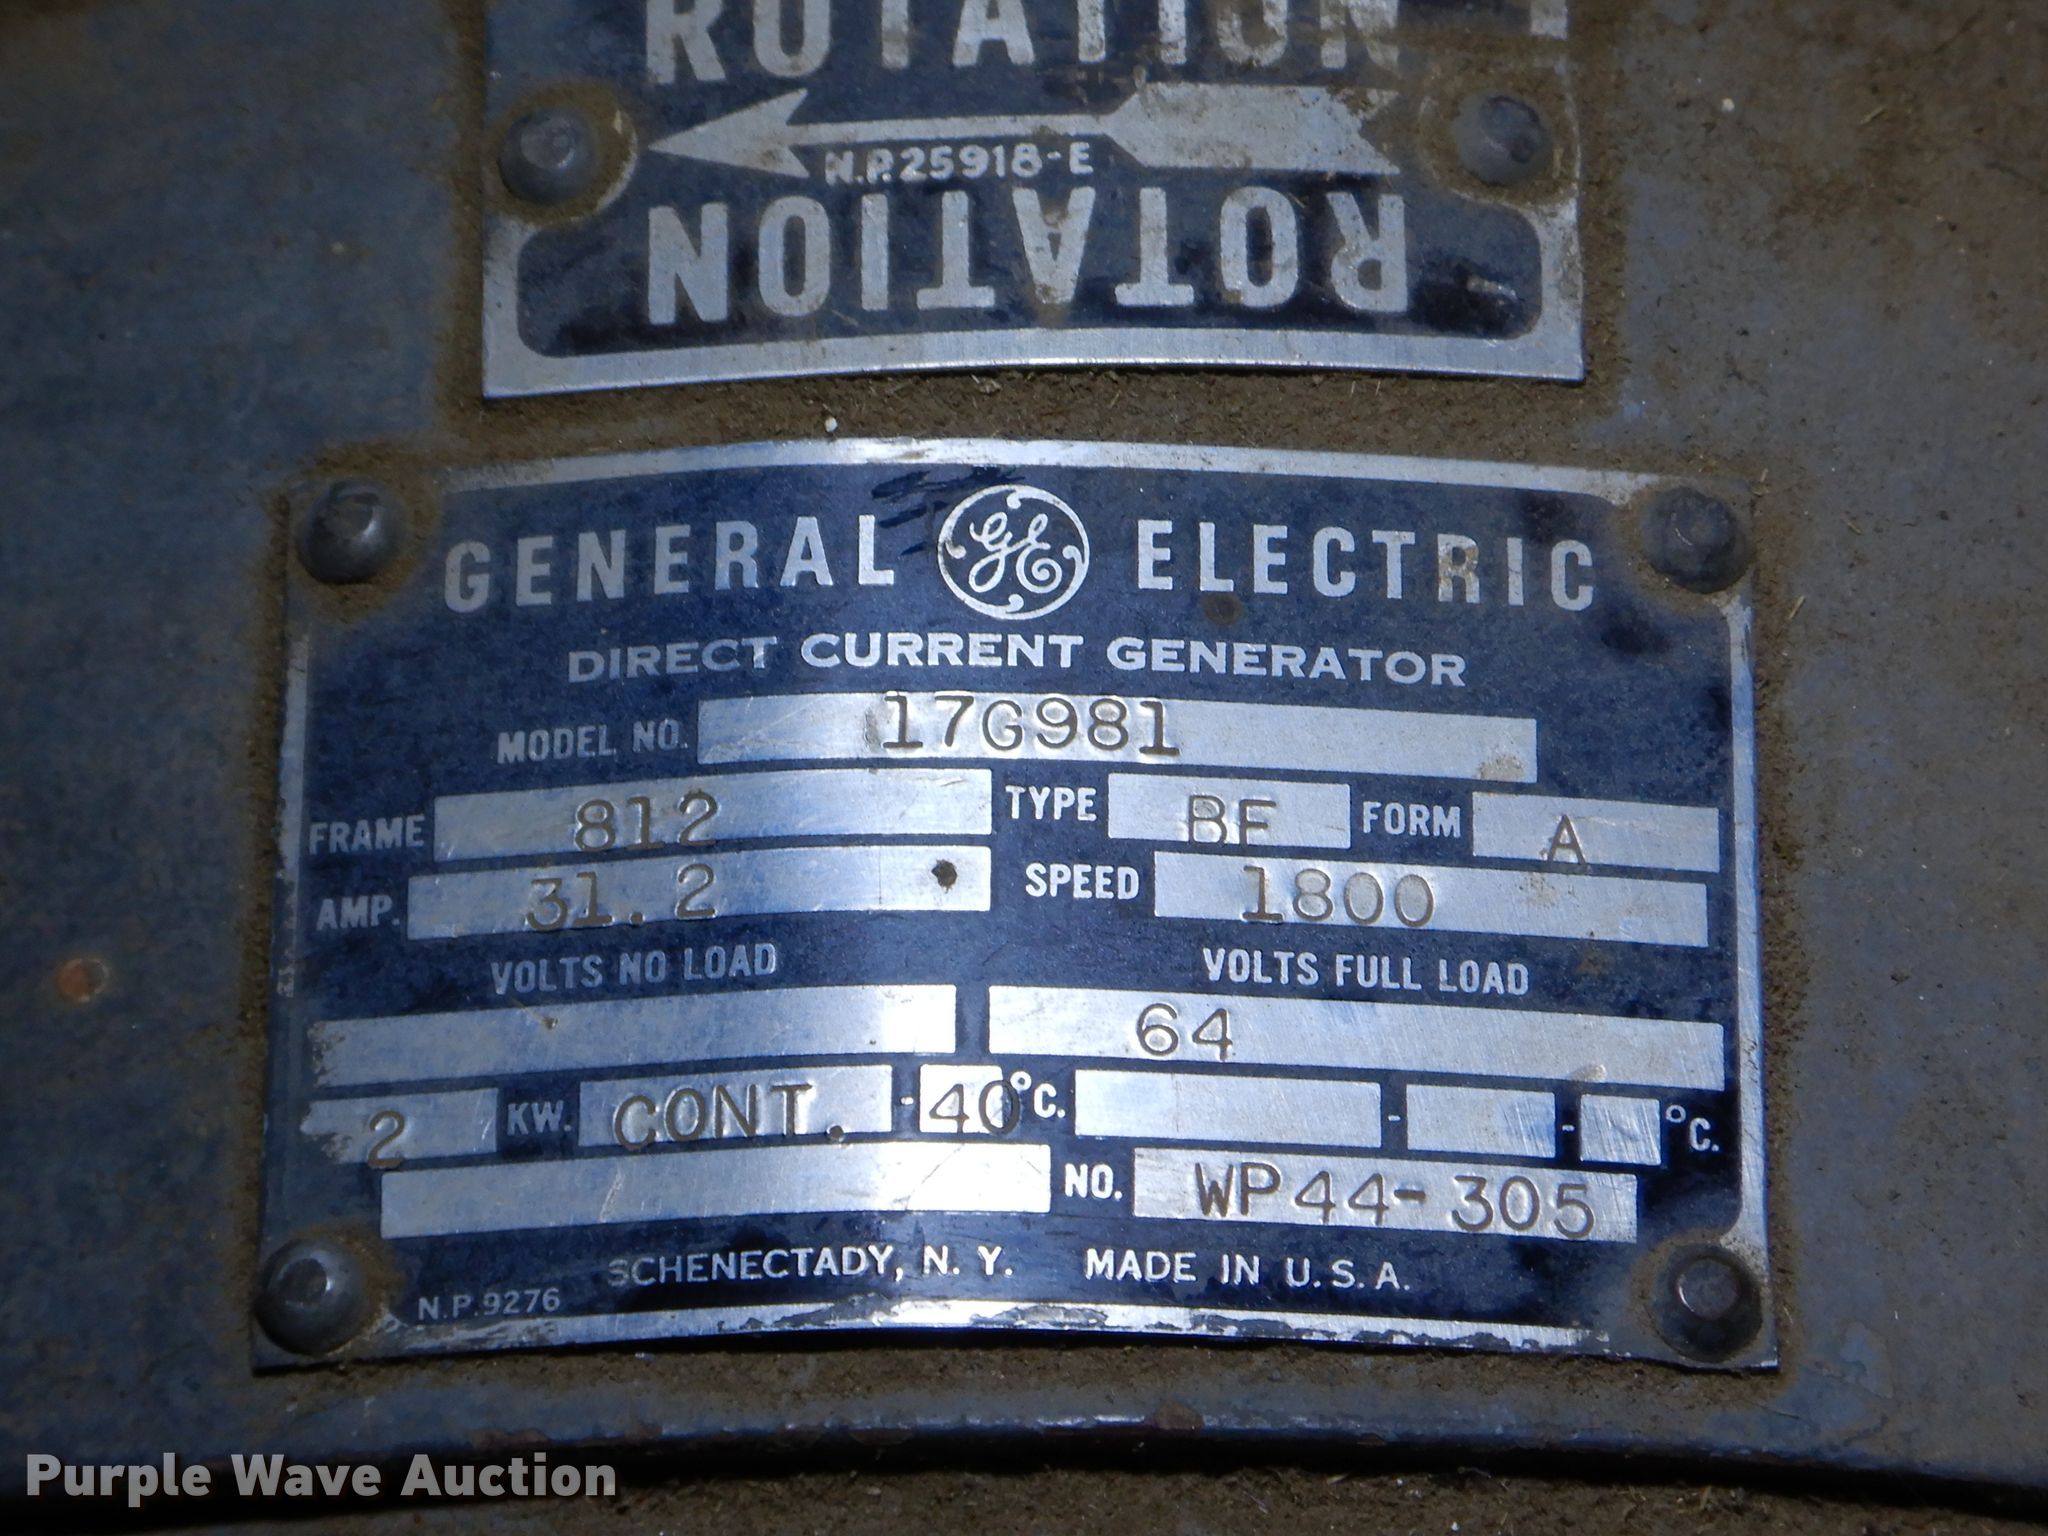 ROTATION
N.P.25918-E
ROTATION
GENERAL GE ELECTRIC
DIRECT CURRENT GENERATOR
MODEL NO. 17G981
FRAME 812 TYPE BF FORM A
AMP. 31.2 SPEED 1800
VOLTS NO LOAD VOLTS FULL LOAD
64
2 KW. CONT. - 40 °C. - - °C.
NO. WP44-305
SCHENECTADY, N. Y. MADE IN U.S.A.
N.P.9276
Purple Wave Auction